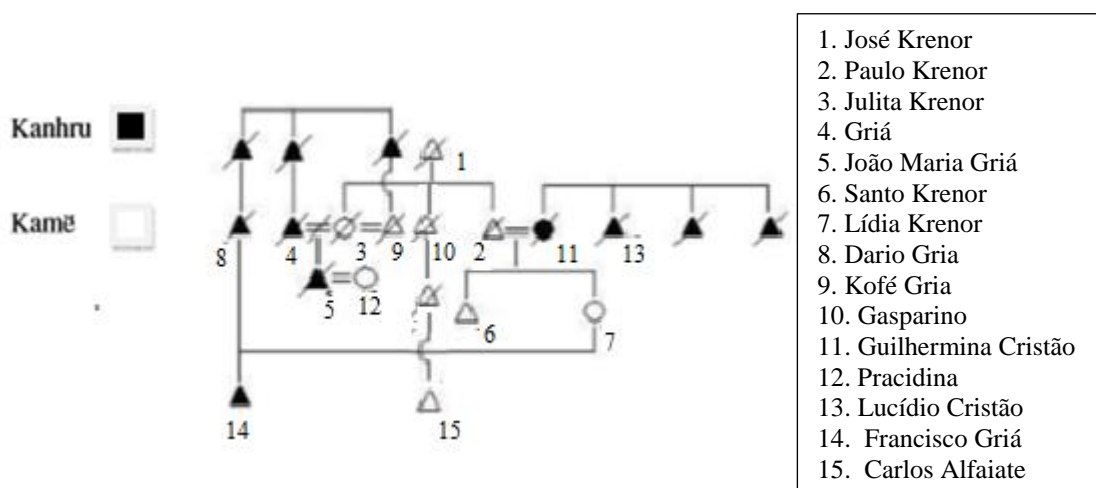 Kanhru
Kamẽ
1
8
4
3
9
10
2
11
13
5
12
6
7
14
15
1. José Krenor
2. Paulo Krenor
3. Julita Krenor
4. Griá
5. João Maria Griá
6. Santo Krenor
7. Lídia Krenor
8. Dario Gria
9. Kofé Gria
10. Gasparino
11. Guilhermina Cristão
12. Pracidina
13. Lucídio Cristão
14. Francisco Griá
15. Carlos Alfaiate